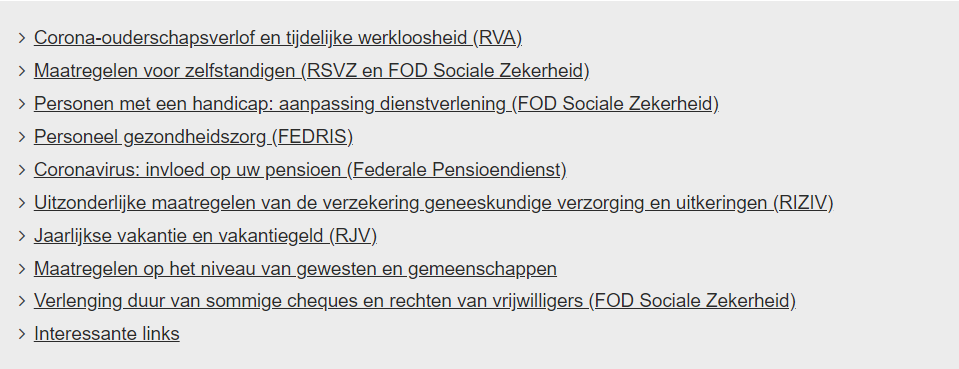 Corona-ouderschapsverlof en tijdelijke werkloosheid (RVA)
Maatregelen voor zelfstandigen (RSVZ en FOD Sociale Zekerheid)
Personen met een handicap: aanpassing dienstverlening (FOD Sociale Zekerheid)
Personeel gezondheidszorg (FEDRIS)
Coronavirus: invloed op uw pensioen (Federale Pensioendienst)
Uitzonderlijke maatregelen van de verzekering geneeskundige verzorging en uitkeringen (RIZIV)
Jaarlijkse vakantie en vakantiegeld (RJV)
Maatregelen op het niveau van gewesten en gemeenschappen
Verlenging duur van sommige cheques en rechten van vrijwilligers (FOD Sociale Zekerheid)
Interessante links